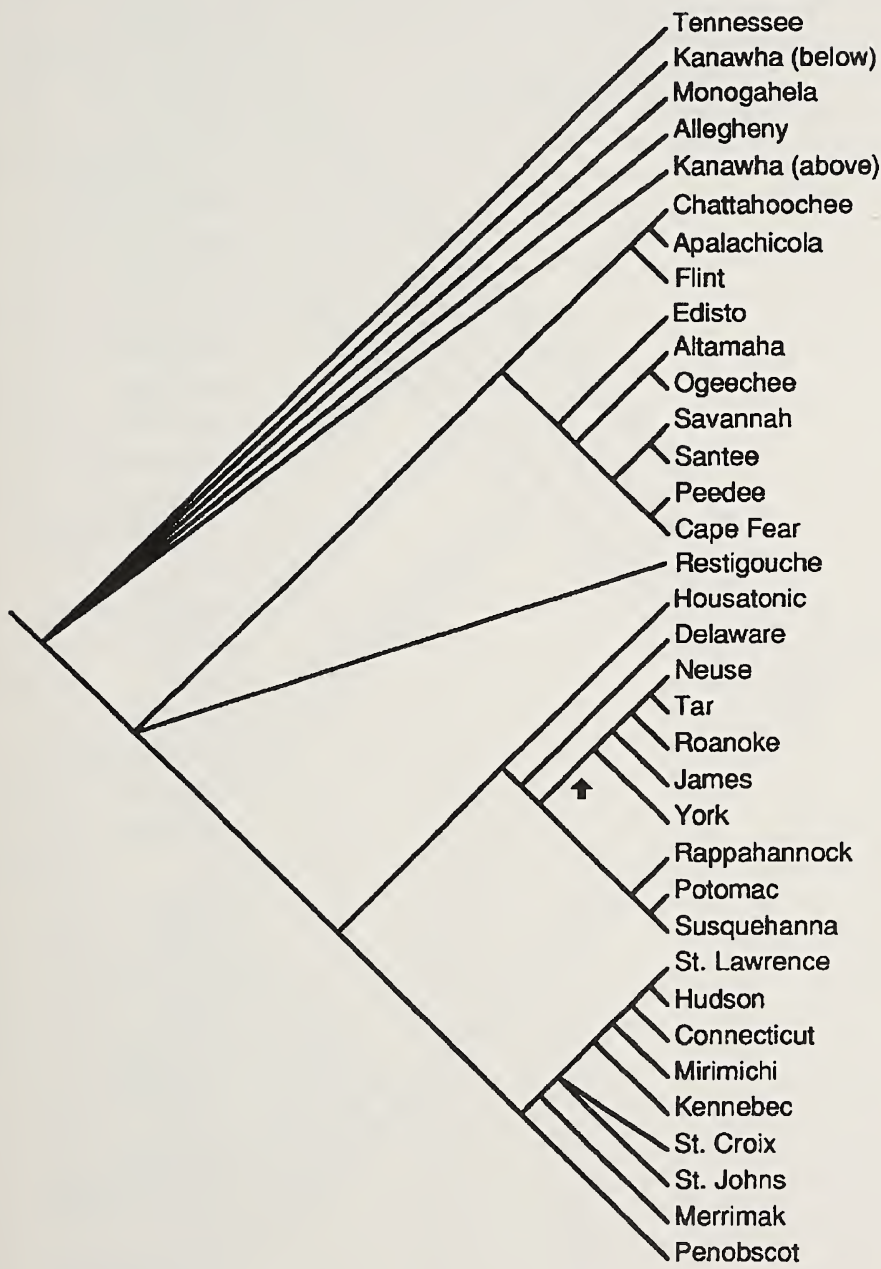 Tennessee
Kanawha (below)
Monogahela
Allegheny
Kanawha (above)
Chattahoochee
Apalachicola
Flint
Edisto
Altamaha
Ogeechee
Savannah
Santee
Peedee
Cape Fear
Restigouche
Housatonic
Delaware
Neuse
Tar
Roanoke
James
York
Rappahannock
Potomac
Susquehanna
St. Lawrence
Hudson
Connecticut
Mirimichi
Kennebec
St. Croix
St. Johns
Merrimak
Penobscot